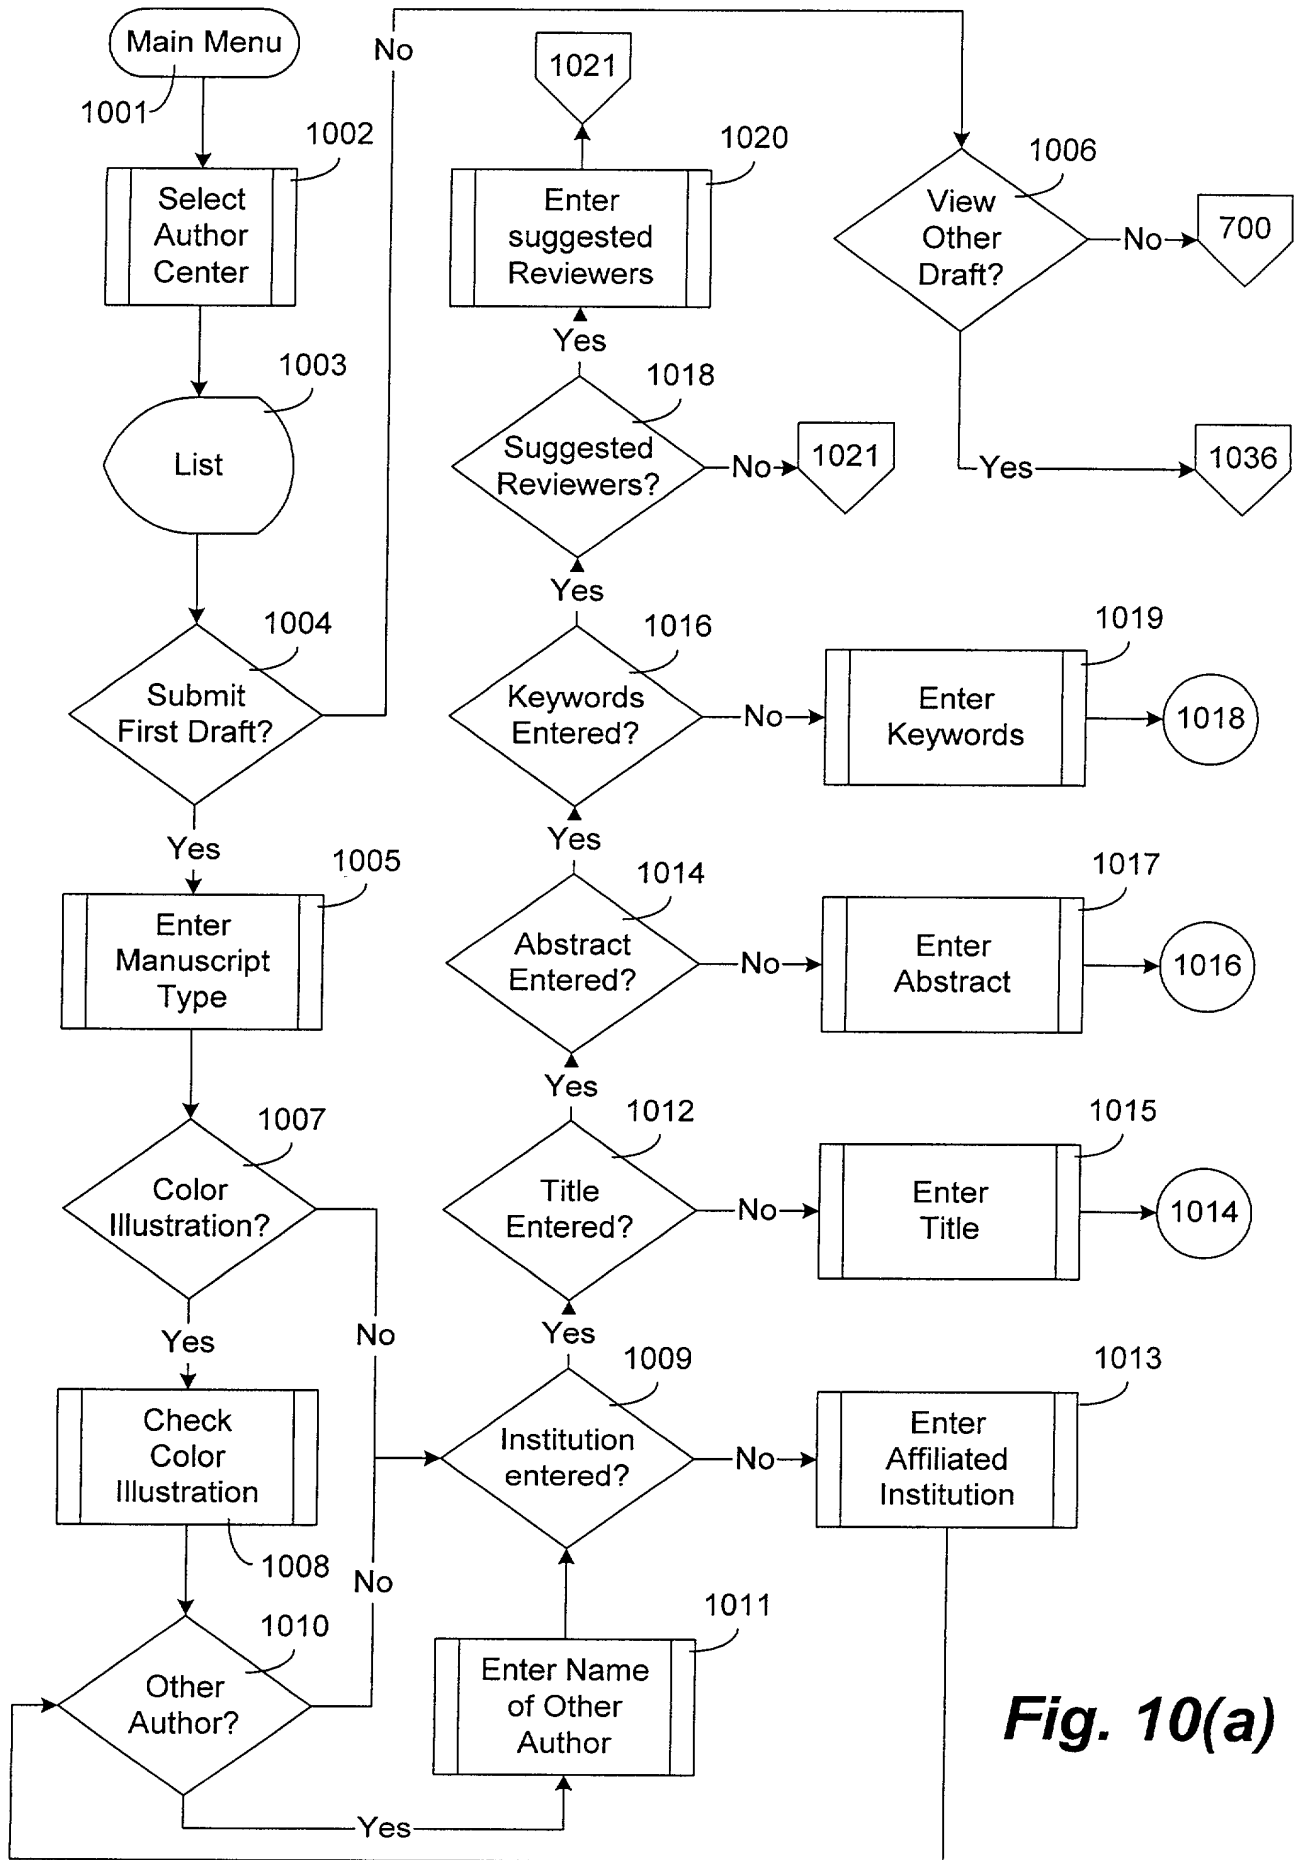 Main Menu
1001
1002
Select
Author
Center
1003
List
1004
Submit
First Draft?
No
Yes
1005
Enter
Manuscript
Type
1007
Color
Illustration?
No
Yes
Check
Color
Illustration
1008
No
1010
Other
Author?
Yes
1011
Enter Name
of Other
Author
1009
Institution
entered?
No
1013
Enter
Affiliated
Institution
Yes
1012
Title
Entered?
No
1015
Enter
Title
1014
Yes
1014
Abstract
Entered?
No
1017
Enter
Abstract
1016
Yes
1016
Keywords
Entered?
No
1019
Enter
Keywords
1018
Yes
1018
Suggested
Reviewers?
No
1021
Yes
1020
Enter
suggested
Reviewers
1021
1006
View
Other
Draft?
No
700
Yes
1036
Fig. 10(a)